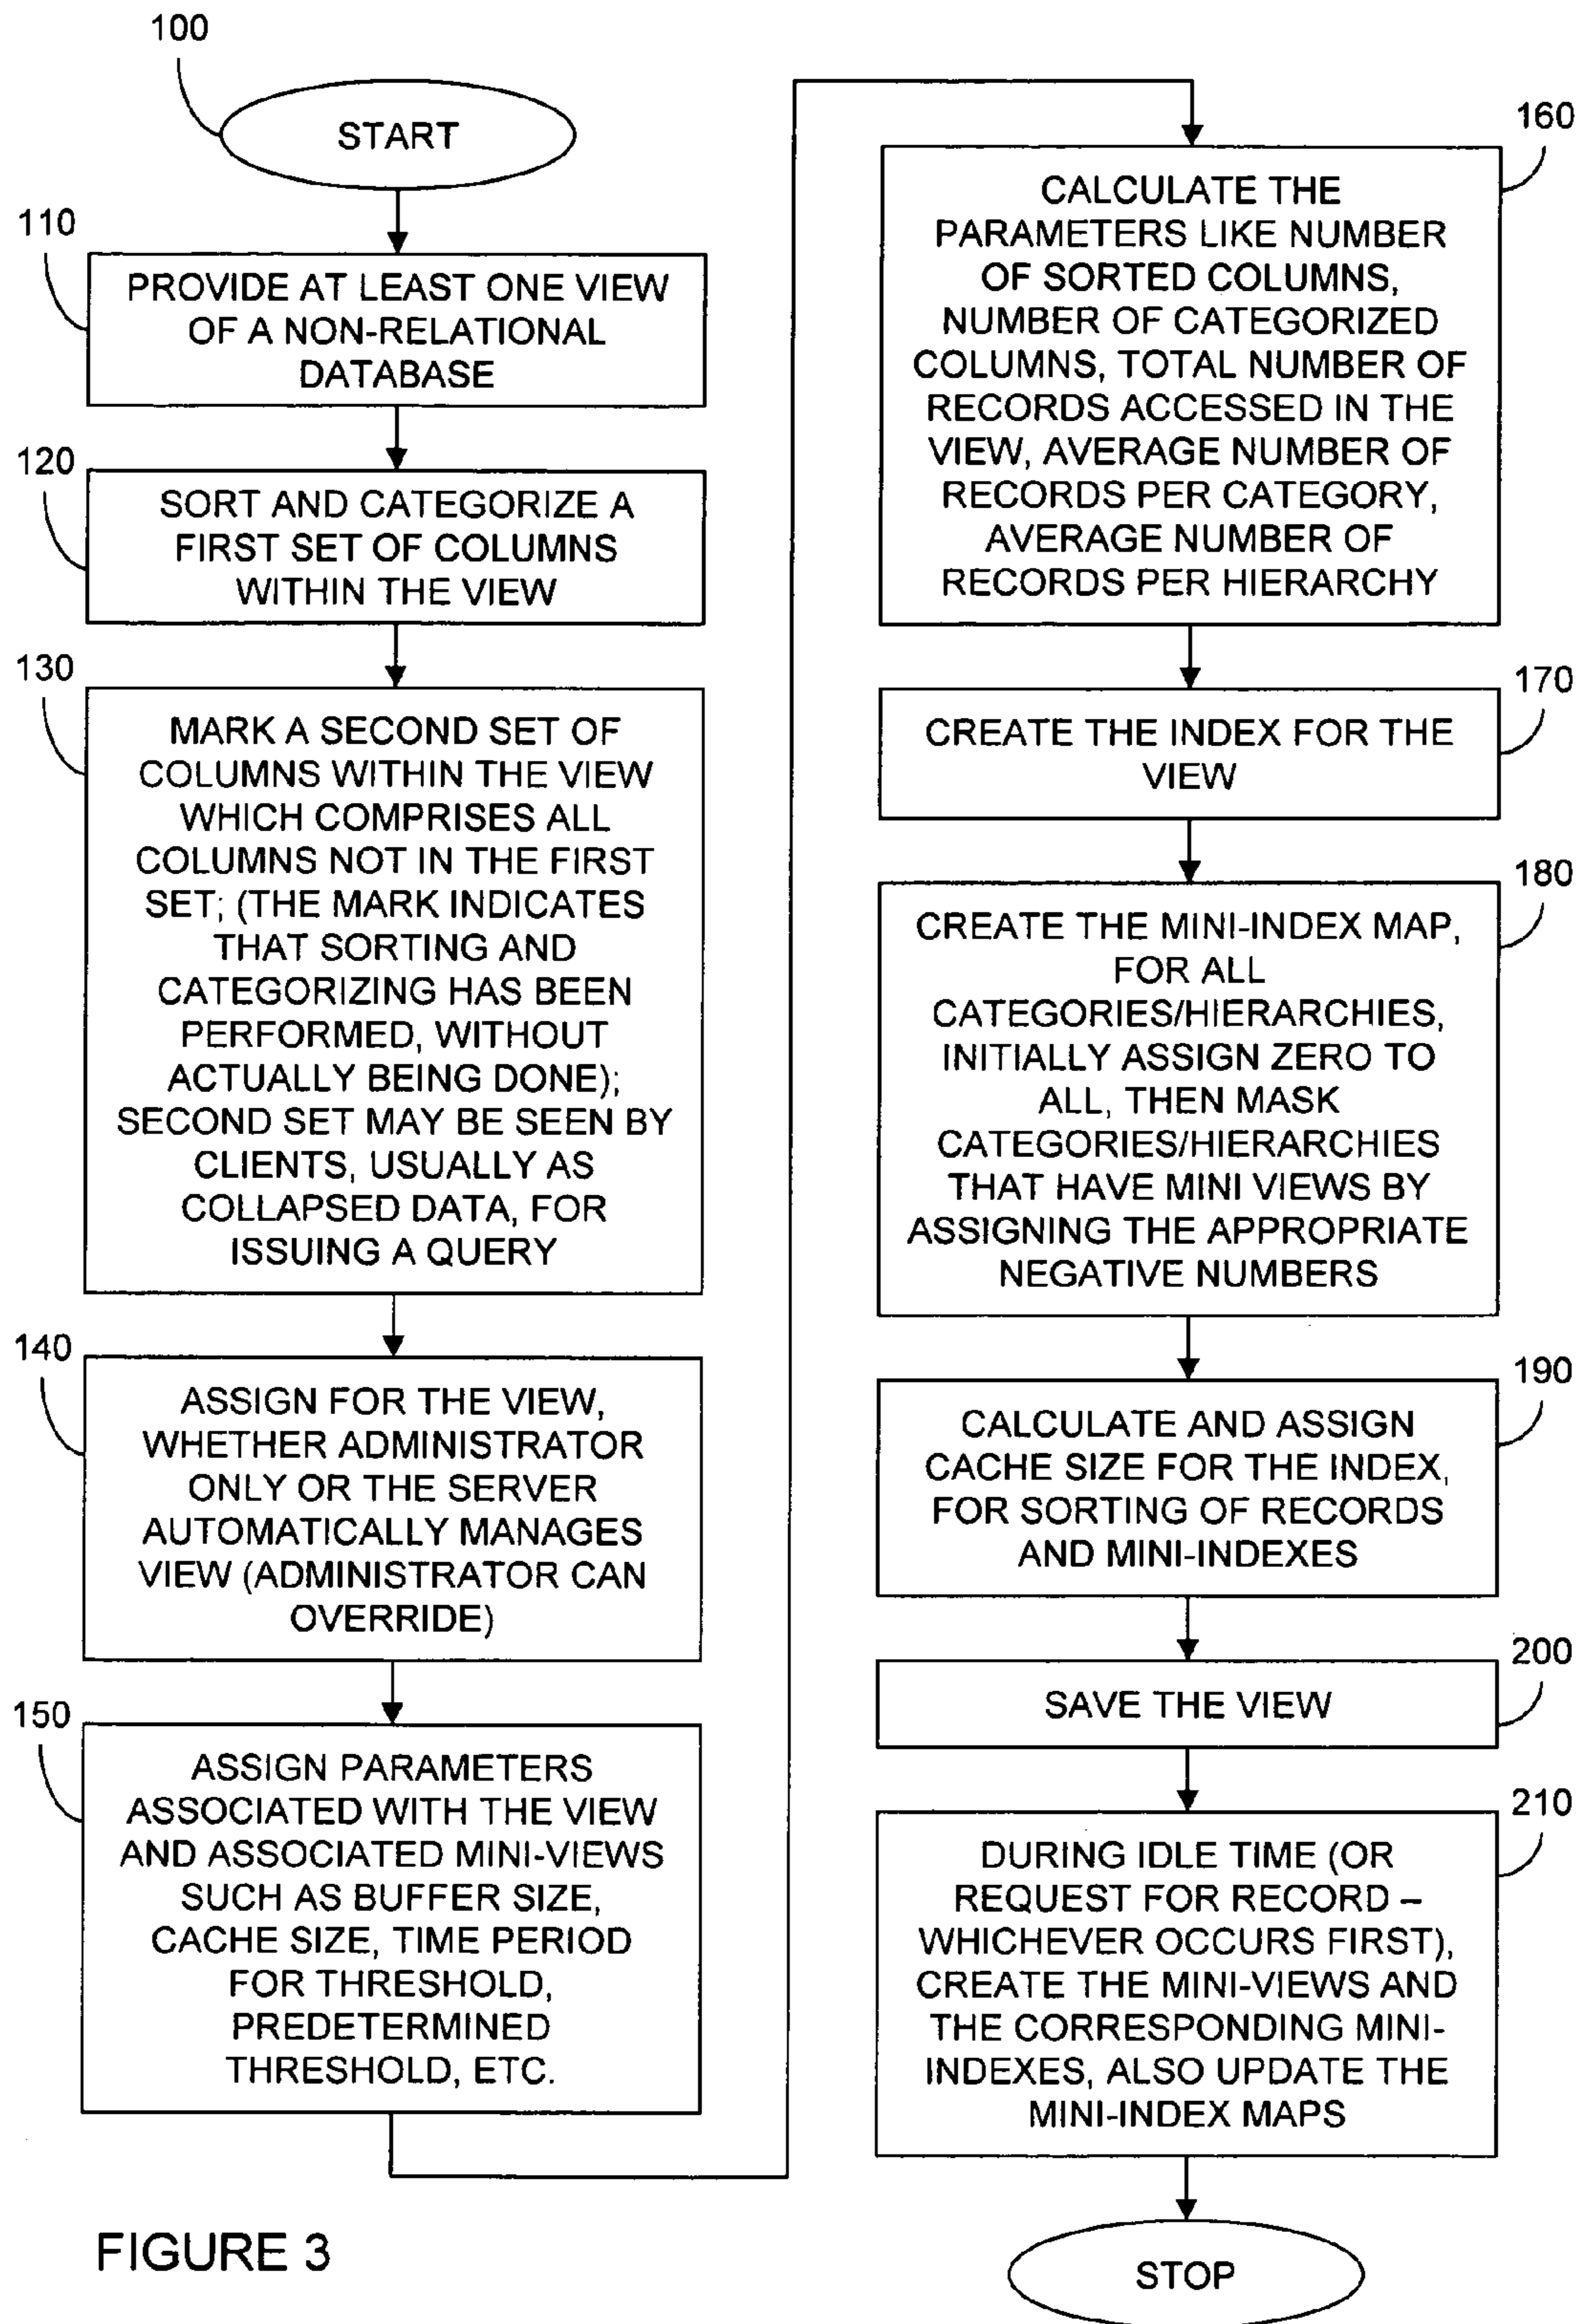 100
START
110
PROVIDE AT LEAST ONE VIEW
OF A NON-RELATIONAL
DATABASE
120
SORT AND CATEGORIZE A
FIRST SET OF COLUMNS
WITHIN THE VIEW
130
MARK A SECOND SET OF
COLUMNS WITHIN THE VIEW
WHICH COMPRISES ALL
COLUMNS NOT IN THE FIRST
SET; (THE MARK INDICATES
THAT SORTING AND
CATEGORIZING HAS BEEN
PERFORMED, WITHOUT
ACTUALLY BEING DONE);
SECOND SET MAY BE SEEN BY
CLIENTS, USUALLY AS
COLLAPSED DATA, FOR
ISSUING A QUERY
140
ASSIGN FOR THE VIEW,
WHETHER ADMINISTRATOR
ONLY OR THE SERVER
AUTOMATICALLY MANAGES
VIEW (ADMINISTRATOR CAN
OVERRIDE)
150
ASSIGN PARAMETERS
ASSOCIATED WITH THE VIEW
AND ASSOCIATED MINI-VIEWS
SUCH AS BUFFER SIZE,
CACHE SIZE, TIME PERIOD
FOR THRESHOLD,
PREDETERMINED
THRESHOLD, ETC.
160
CALCULATE THE
PARAMETERS LIKE NUMBER
OF SORTED COLUMNS,
NUMBER OF CATEGORIZED
COLUMNS, TOTAL NUMBER OF
RECORDS ACCESSED IN THE
VIEW, AVERAGE NUMBER OF
RECORDS PER CATEGORY,
AVERAGE NUMBER OF
RECORDS PER HIERARCHY
170
CREATE THE INDEX FOR THE
VIEW
180
CREATE THE MINI-INDEX MAP,
FOR ALL
CATEGORIES/HIERARCHIES,
INITIALLY ASSIGN ZERO TO
ALL, THEN MASK
CATEGORIES/HIERARCHIES
THAT HAVE MINI VIEWS BY
ASSIGNING THE APPROPRIATE
NEGATIVE NUMBERS
190
CALCULATE AND ASSIGN
CACHE SIZE FOR THE INDEX,
FOR SORTING OF RECORDS
AND MINI-INDEXES
200
SAVE THE VIEW
210
DURING IDLE TIME (OR
REQUEST FOR RECORD –
WHICHEVER OCCURS FIRST),
CREATE THE MINI-VIEWS AND
THE CORRESPONDING MINI-
INDEXES, ALSO UPDATE THE
MINI-INDEX MAPS
STOP
FIGURE 3